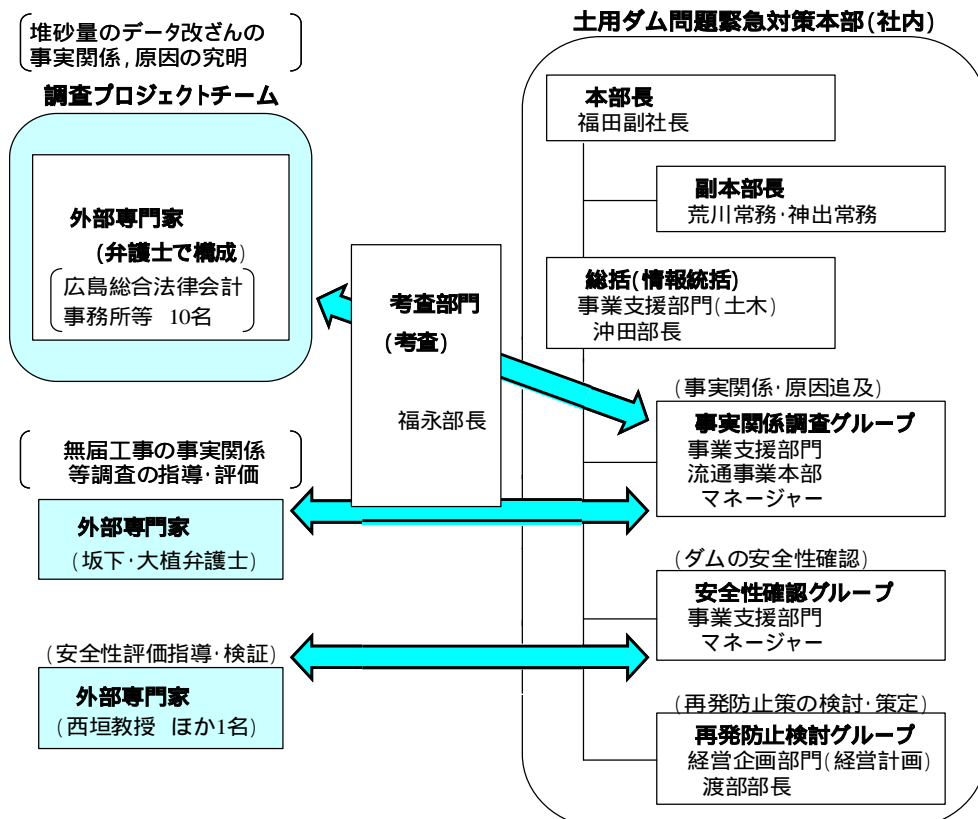 堆砂量のデータ改ざんの
事実関係,原因の究明
調査プロジェクトチーム
外部専門家
(弁護士で構成)
広島総合法律会計
事務所等 10名
無届工事の事実関係
等調査の指導・評価
外部専門家
(坂下・大植弁護士)
(安全性評価指導・検証)
外部専門家
(西垣教授 ほか1名)
考査部門
(考査)
福永部長
土用ダム問題緊急対策本部(社内)
本部長
福田副社長
副本部長
荒川常務・神出常務
総括(情報統括)
事業支援部門(土木)
沖田部長
(事実関係・原因追及)
事実関係調査グループ
事業支援部門
流通事業本部
マネージャー
(ダムの安全性確認)
安全性確認グループ
事業支援部門
マネージャー
(再発防止策の検討・策定)
再発防止検討グループ
経営企画部門(経営計画)
渡部部長